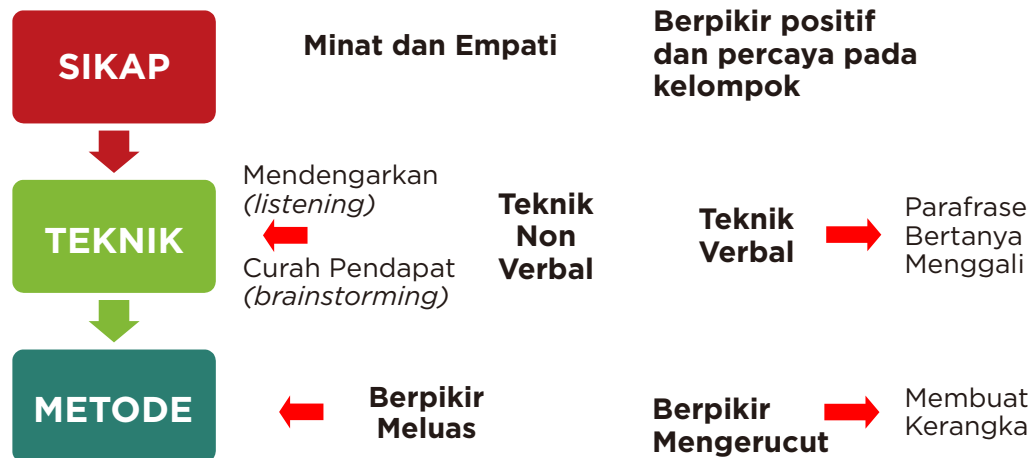 SIKAP
Minat dan Empati
Berpikir positif
dan percaya pada
kelompok
TEKNIK
Mendengarkan
(listening)
Curah Pendapat
(brainstorming)
Teknik
Non
Verbal
Teknik
Verbal
Parafrase
Bertanya
Menggali
METODE
Berpikir
Meluas
Berpikir
Mengerucut
Membuat
Kerangka